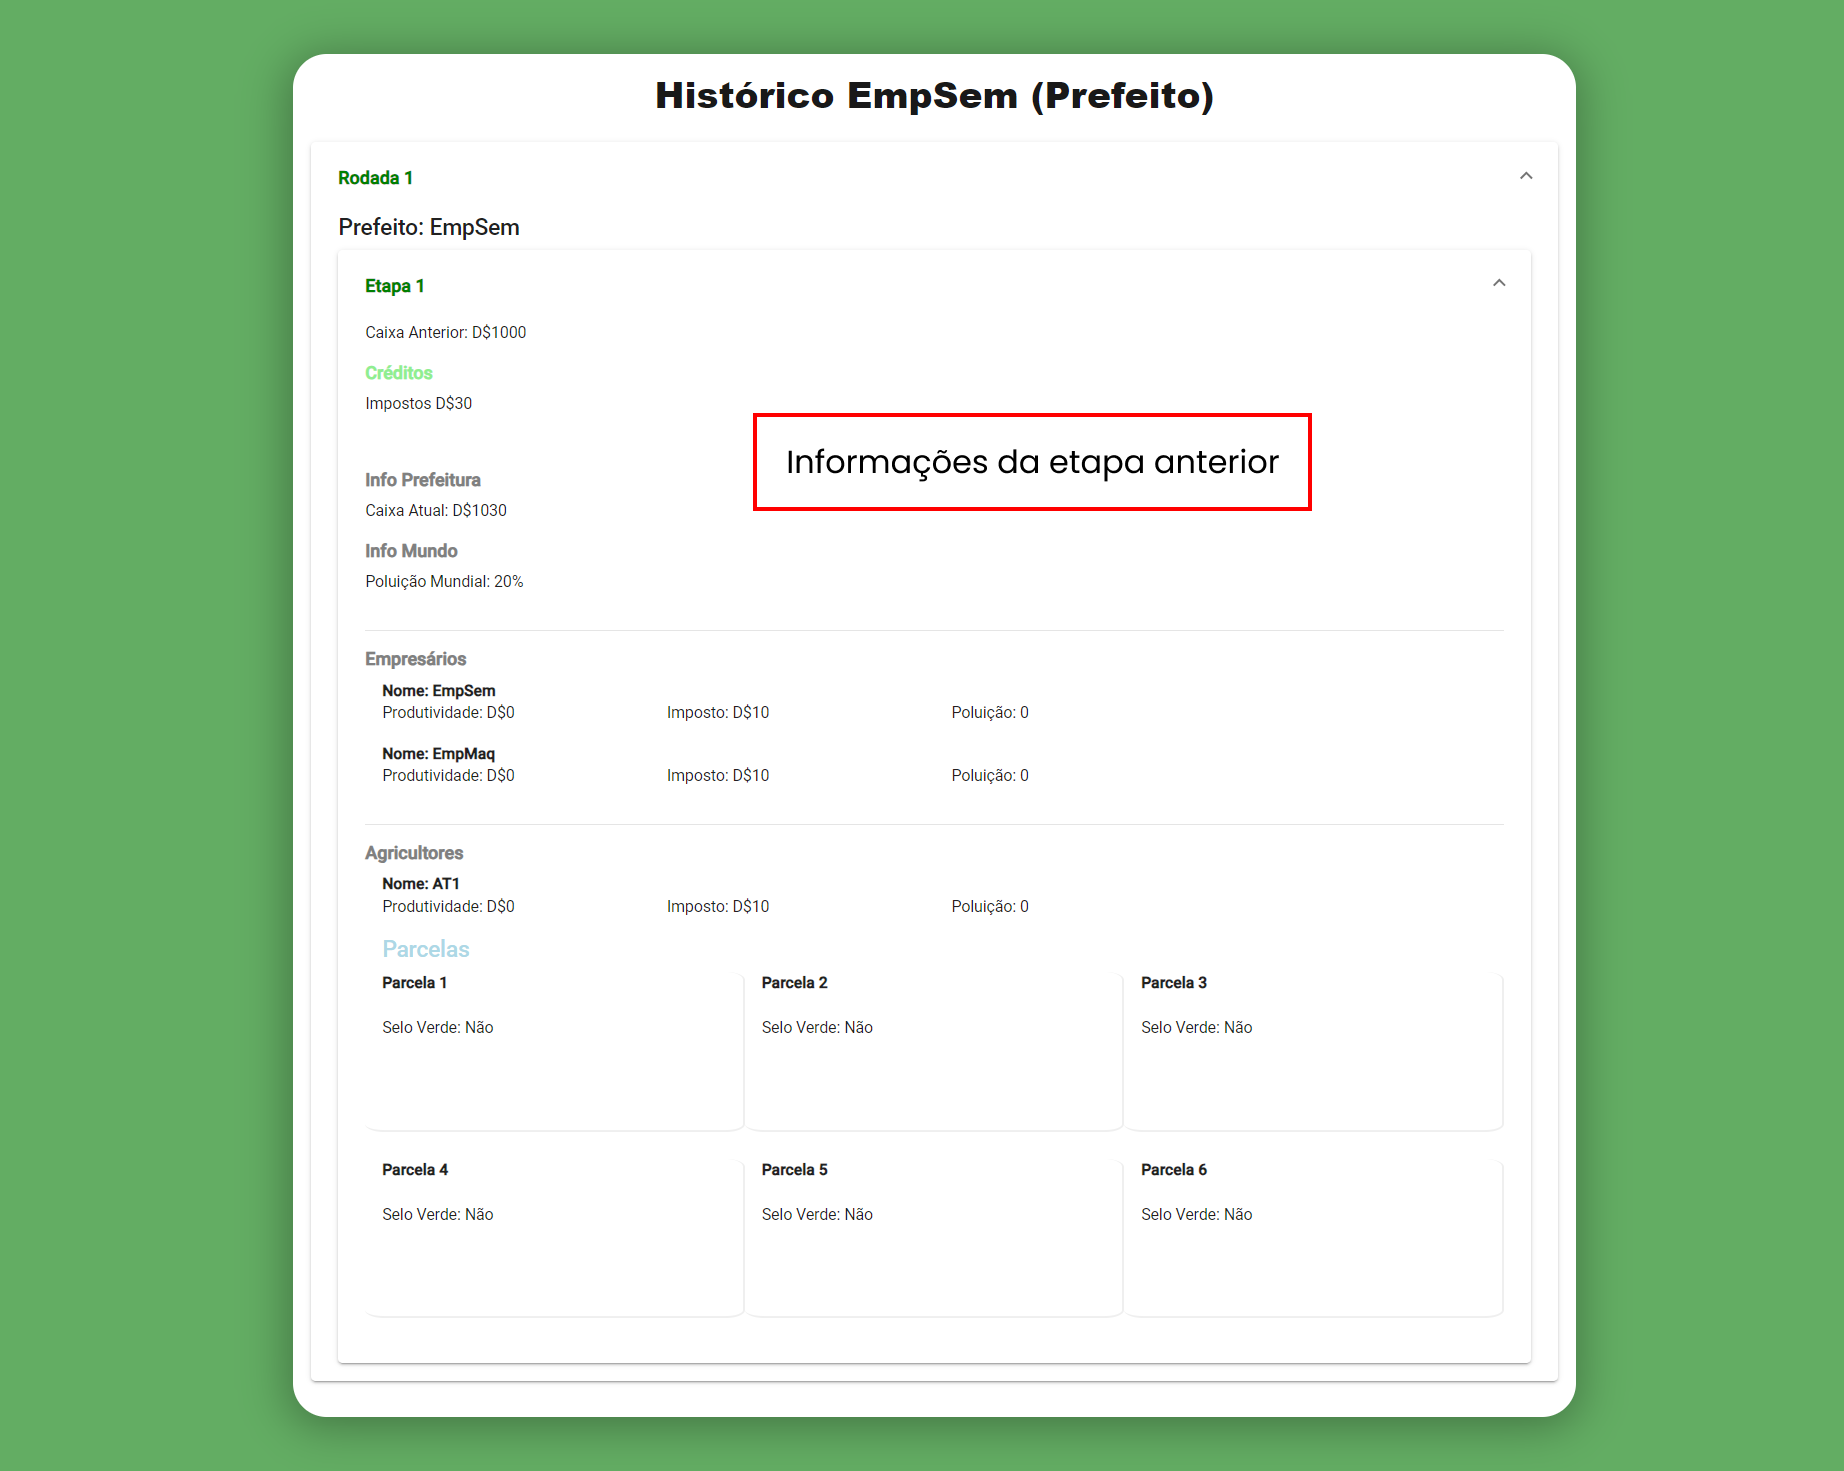 Histórico EmpSem (Prefeito)
Rodada 1
Prefeito: EmpSem
Etapa 1
Caixa Anterior: D$1000
Créditos
Impostos D$30
Informações da etapa anterior
Info Prefeitura
Caixa Atual: D$1030
Info Mundo
Poluição Mundial: 20%
Empresários
Nome: EmpSem
Produtividade: D$0 Imposto: D$10 Poluição: 0
Nome: EmpMaq
Produtividade: D$0 Imposto: D$10 Poluição: 0
Agricultores
Nome: AT1
Produtividade: D$0 Imposto: D$10 Poluição: 0
Parcelas
Parcela 1 Parcela 2 Parcela 3
Selo Verde: Não Selo Verde: Não Selo Verde: Não
Parcela 4 Parcela 5 Parcela 6
Selo Verde: Não Selo Verde: Não Selo Verde: Não